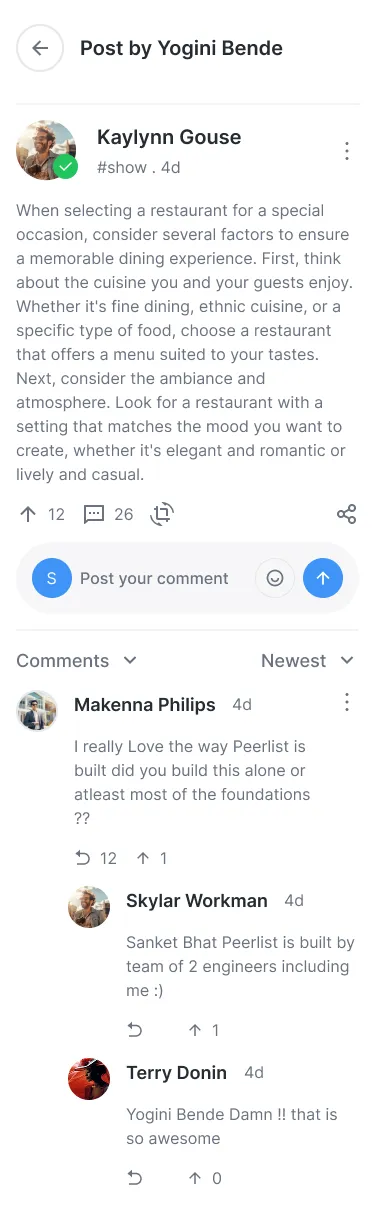 Post by Yogini Bende
Kaylynn Gouse
#show . 4d
When selecting a restaurant for a special
occasion, consider several factors to ensure
a memorable dining experience. First, think
about the cuisine you and your guests enjoy.
Whether it's fine dining, ethnic cuisine, or a
specific type of food, choose a restaurant
that offers a menu suited to your tastes.
Next, consider the ambiance and
atmosphere. Look for a restaurant with a
setting that matches the mood you want to
create, whether it's elegant and romantic or
lively and casual.
12 26
S Post your comment
Comments Newest
Makenna Philips 4d
I really Love the way Peerlist is
built did you build this alone or
atleast most of the foundations
??
12 1
Skylar Workman 4d
Sanket Bhat Peerlist is built by
team of 2 engineers including
me :)
1
Terry Donin 4d
Yogini Bende Damn !! that is
so awesome
0